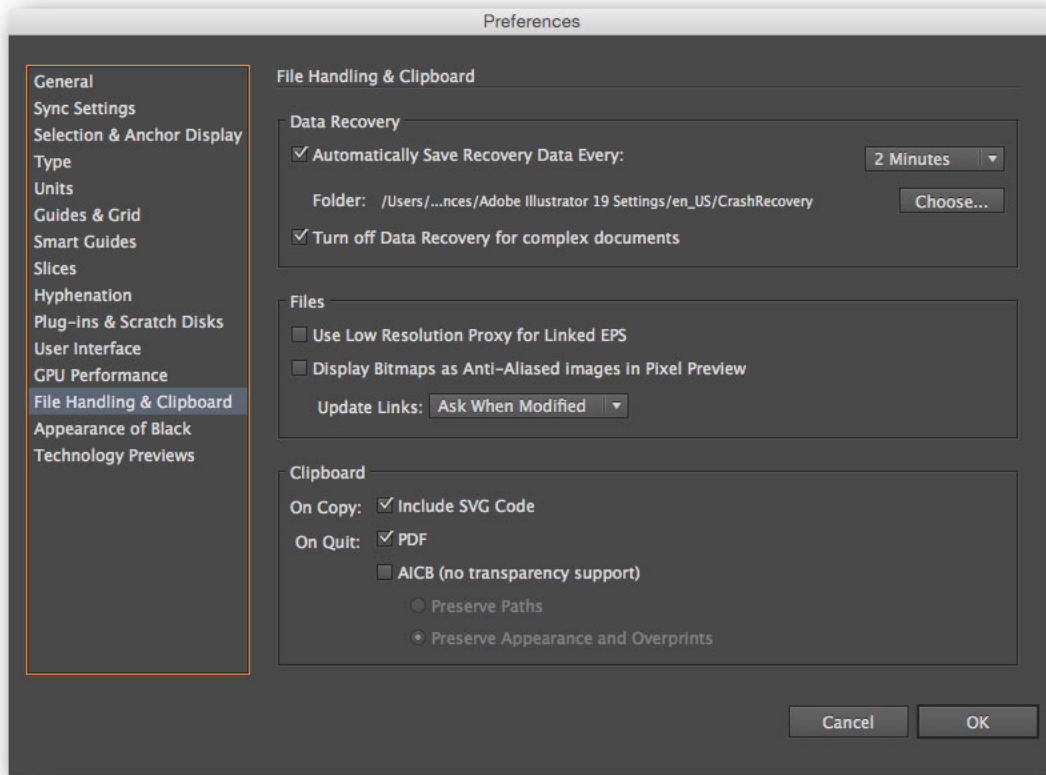 Preferences
General
Sync Settings
Selection & Anchor Display
Type
Units
Guides & Grid
Smart Guides
Slices
Hyphenation
Plug-ins & Scratch Disks
User Interface
GPU Performance
File Handling & Clipboard
Appearance of Black
Technology Previews
File Handling & Clipboard
Data Recovery
Automatically Save Recovery Data Every: 2 Minutes
Folder: /Users/...nces/Adobe Illustrator 19 Settings/en_US/CrashRecovery Choose...
Turn off Data Recovery for complex documents
Files
Use Low Resolution Proxy for Linked EPS
Display Bitmaps as Anti-Aliased images in Pixel Preview
Update Links: Ask When Modified
Clipboard
On Copy: Include SVG Code
On Quit: PDF
AICB (no transparency support)
Preserve Paths
Preserve Appearance and Overprints
Cancel OK